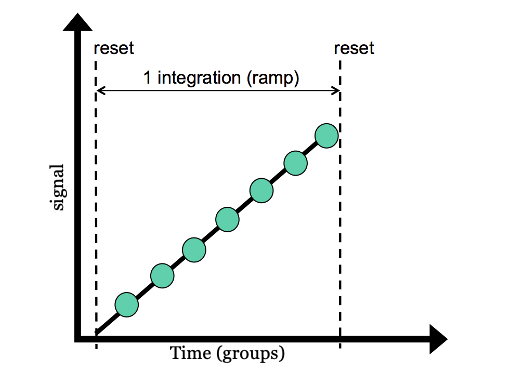 reset
reset
1 integration (ramp)
signal
Time (groups)